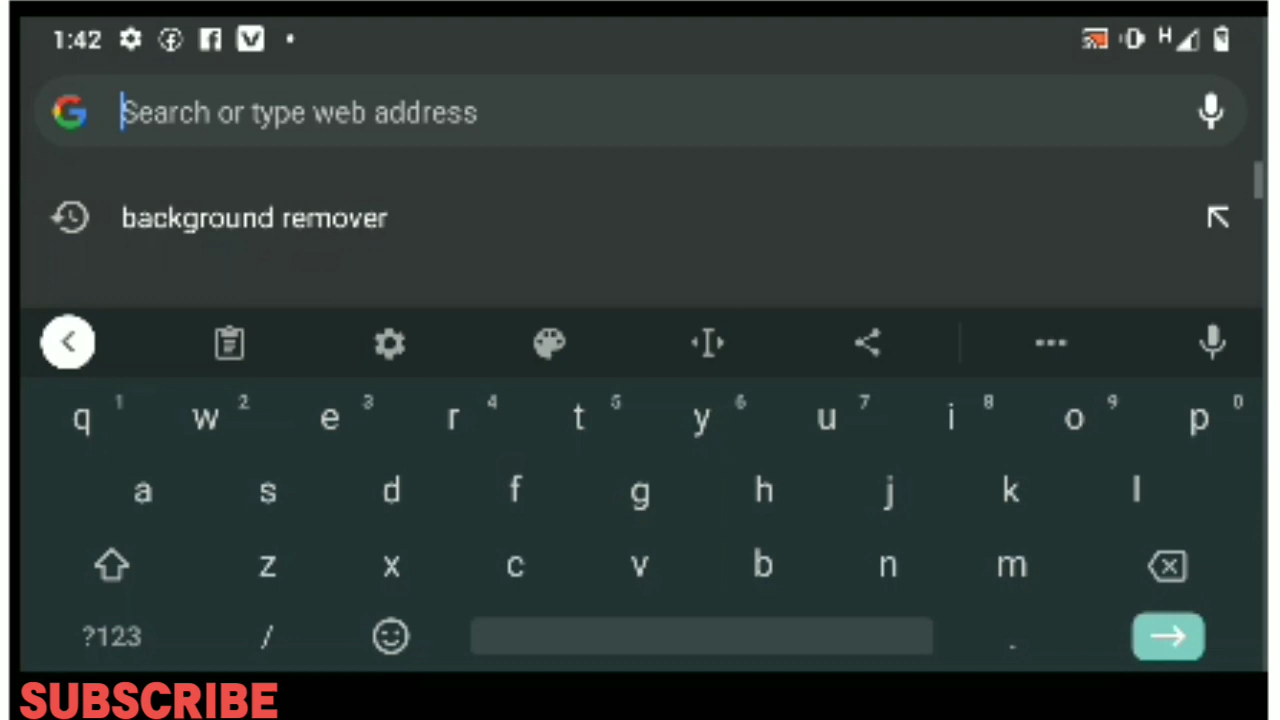 1:42 H
Search or type web address
background remover
q 1 w 2 e 3 r 4 t 5 y 6 u 7 i 8 o 9 p 0
a s d f g h j k l
z x c v b n m
?123 / .
SUBSCRIBE